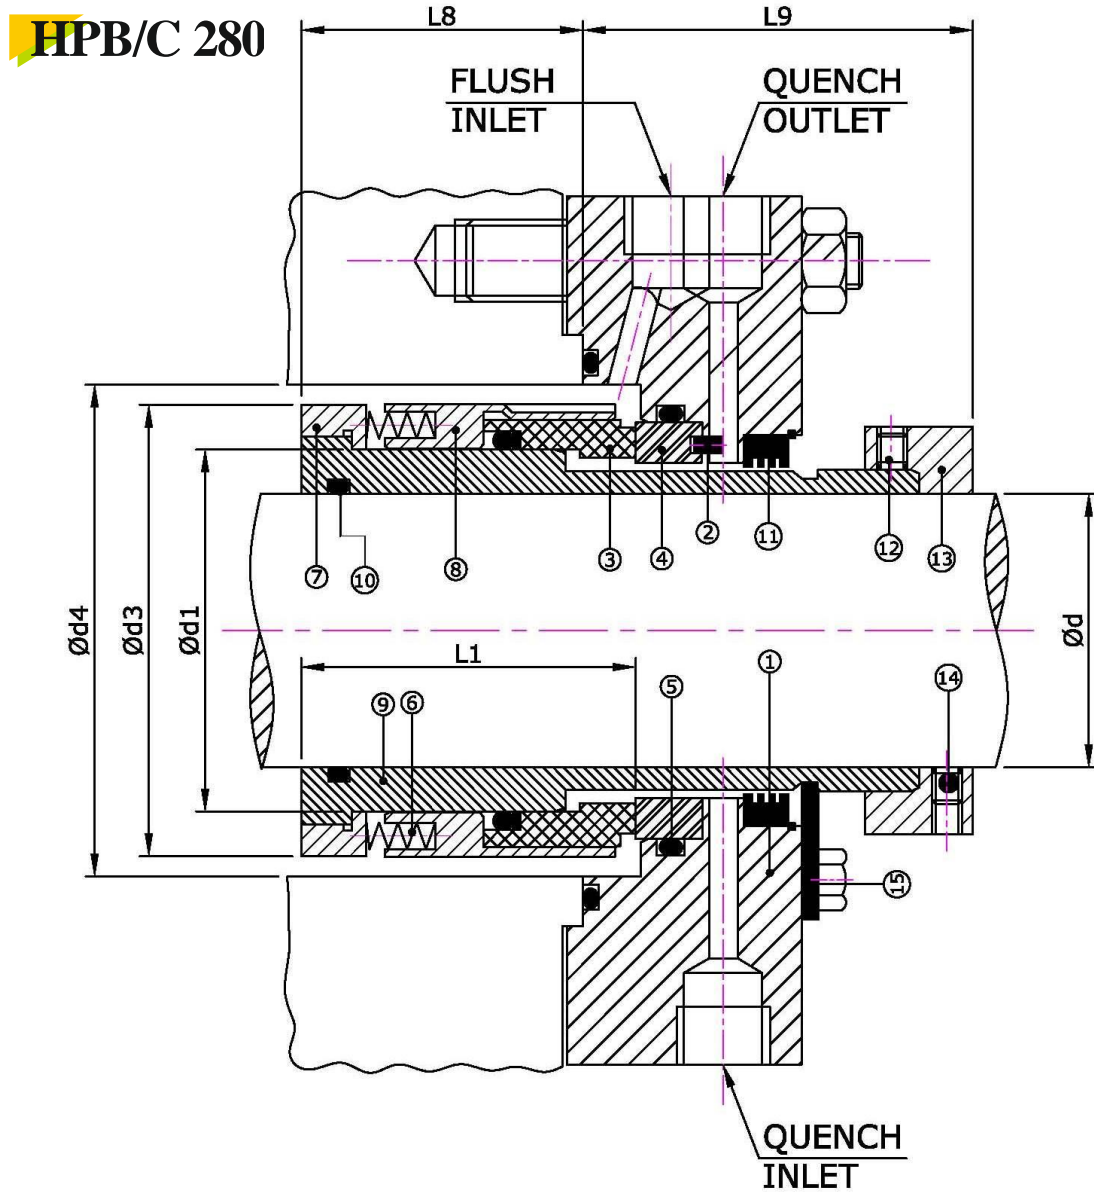 HPB/C 280
L8
L9
FLUSH
INLET
QUENCH
OUTLET
7
10
8
3
4
2
11
12
13
Ød4
Ød3
Ød1
Ød
L1
9
6
5
1
14
15
QUENCH
INLET